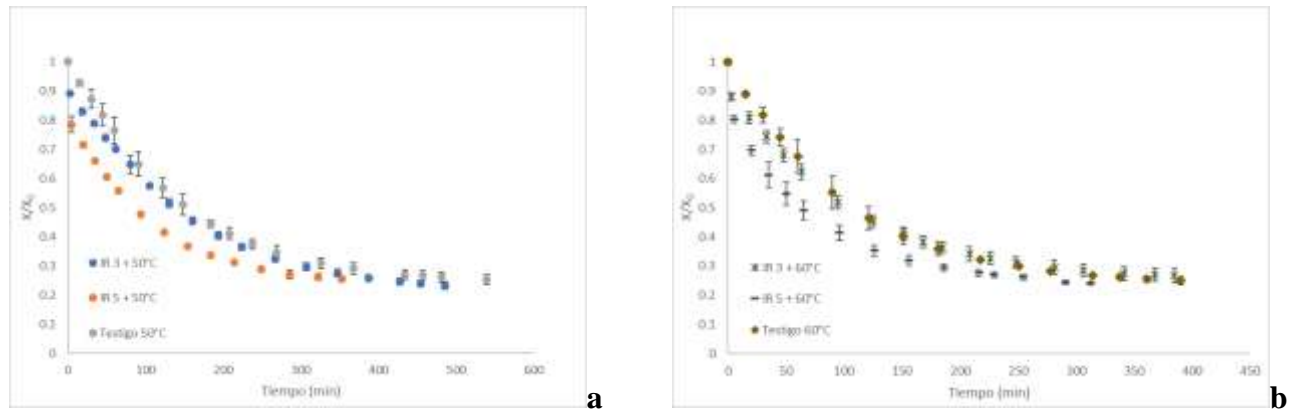 1
0.9
0.8
0.7
0.6
0.5
0.4
0.3
0.2
0.1
0
X/X₀
IR 3 + 50°C
IR 5 + 50°C
Testigo 50°C
0 100 200 300 400 500 600
Tiempo (min)
a
1
0.9
0.8
0.7
0.6
0.5
0.4
0.3
0.2
0.1
0
X/X₀
IR 3 + 60°C
IR 5 + 60°C
Testigo 60°C
0 50 100 150 200 250 300 350 400 450
Tiempo (min)
b